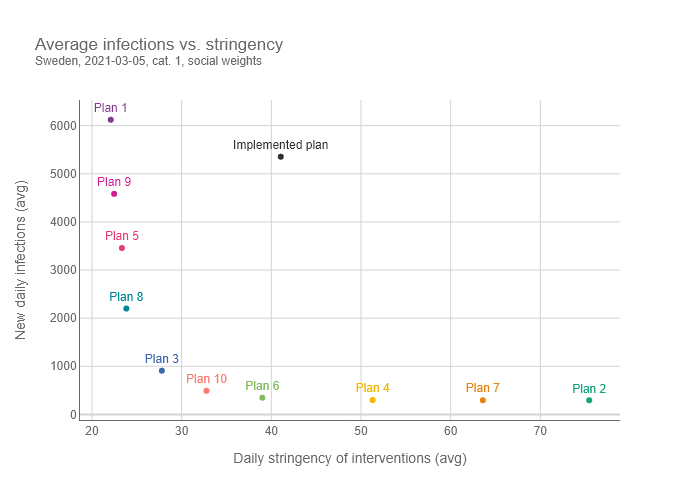 Average infections vs. stringency
Sweden, 2021-03-05, cat. 1, social weights
New daily infections (avg)
6000
5000
4000
3000
2000
1000
0
Plan 1
Implemented plan
Plan 9
Plan 5
Plan 8
Plan 3
Plan 10
Plan 6
Plan 4
Plan 7
Plan 2
20
30
40
50
60
70
Daily stringency of interventions (avg)